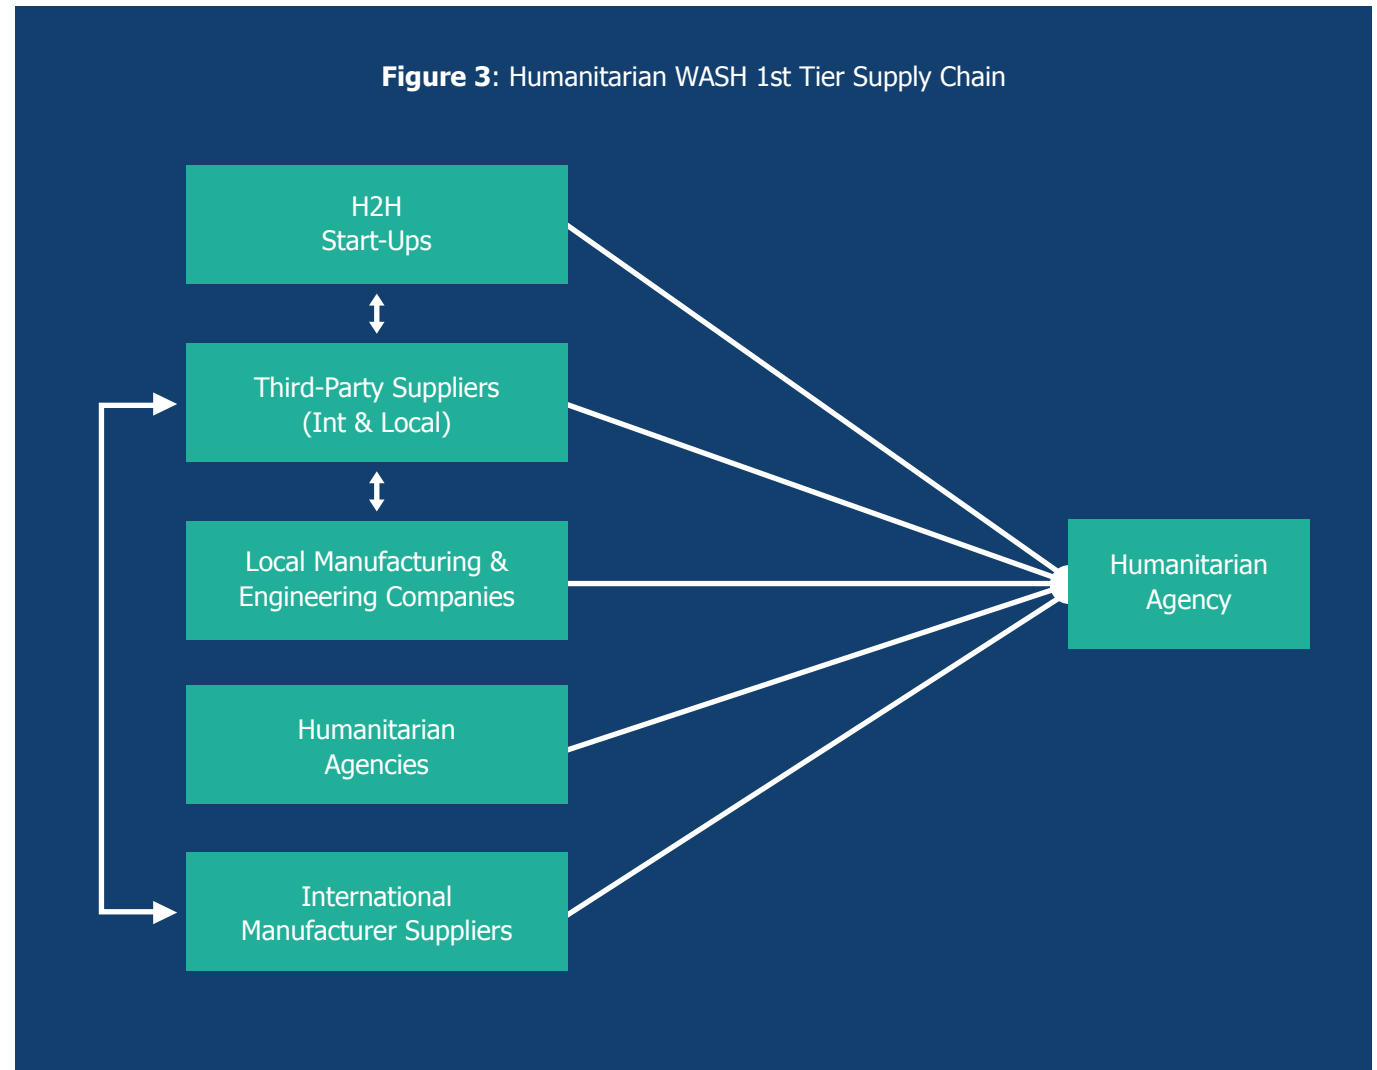 Figure 3: Humanitarian WASH 1st Tier Supply Chain
H2H
Start-Ups
Third-Party Suppliers
(Int & Local)
Local Manufacturing &
Engineering Companies
Humanitarian
Agencies
International
Manufacturer Suppliers
Humanitarian
Agency